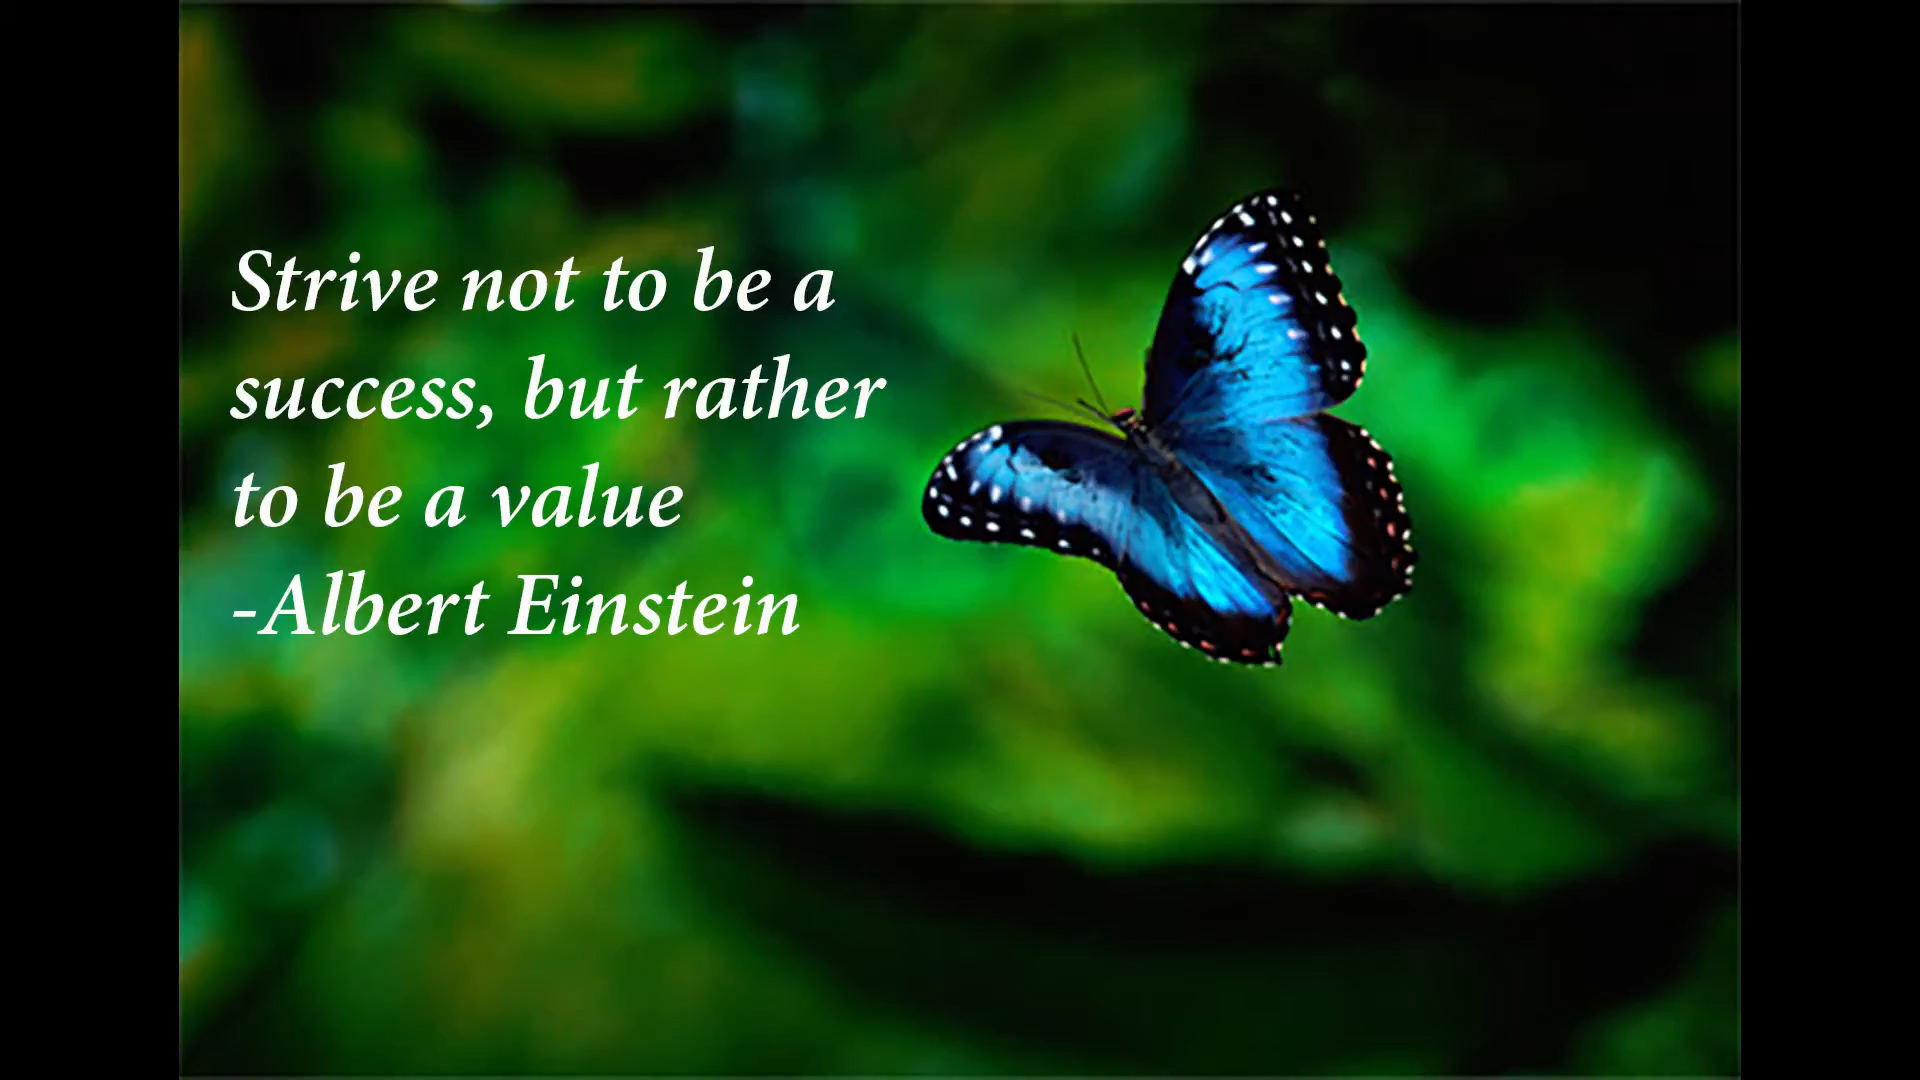 Strive not to be a
success, but rather
to be a value
-Albert Einstein